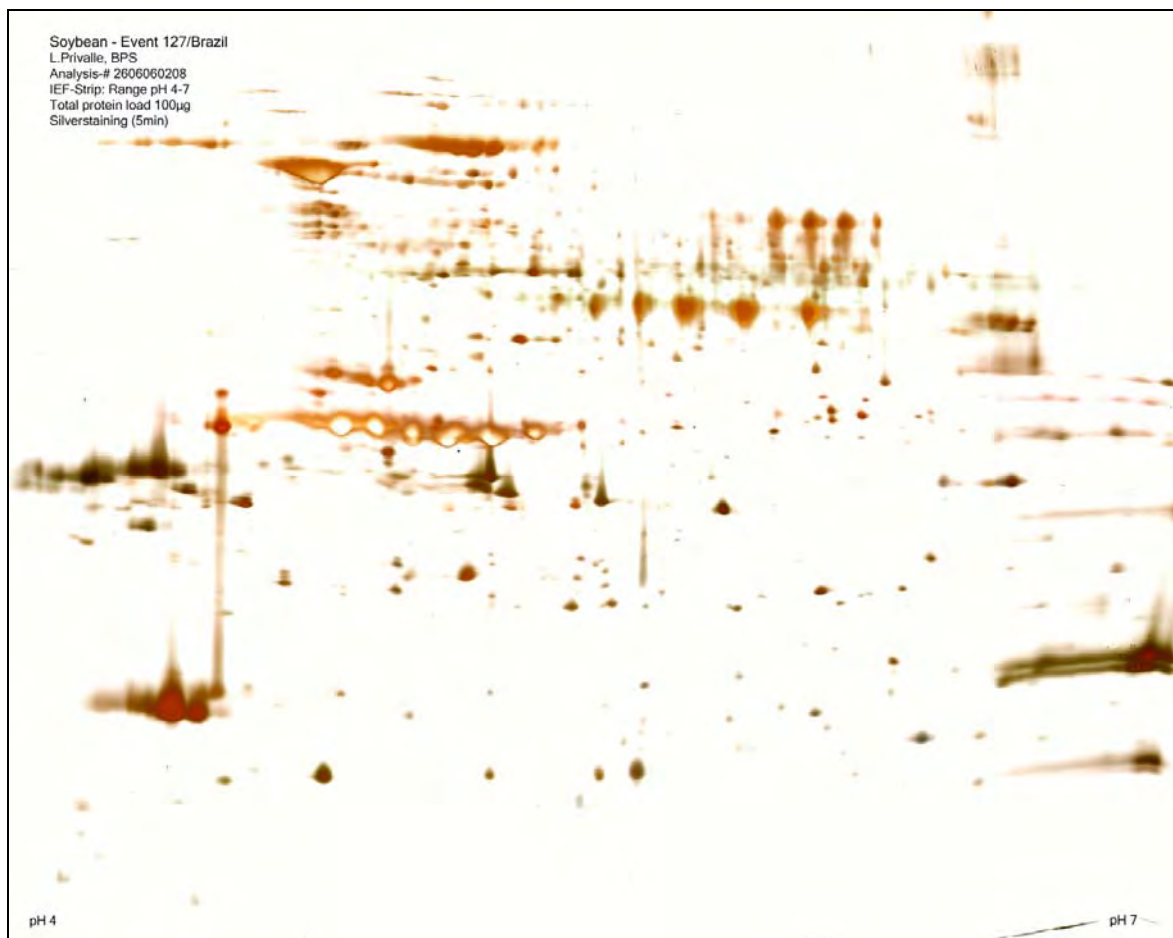 Soybean - Event 127/Brazil
L.Privalle, BPS
Analysis-# 2606060208
IEF-Strip: Range pH 4-7
Total protein load 100µg
Silverstaining (5min)
pH 4
pH 7